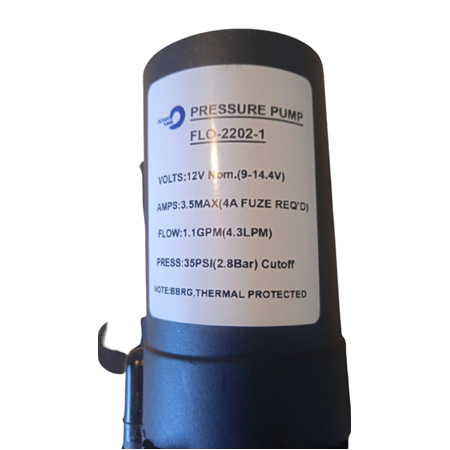 PRESSURE PUMP
FLO-2202-1
VOLTS:12V Nom.(9-14.4V)
AMPS:3.5MAX(4A FUZE REQ'D)
FLOW:1.1GPM(4.3LPM)
PRESS:35PSI(2.8Bar) Cutoff
NOTE:BBRG,THERMAL PROTECTED